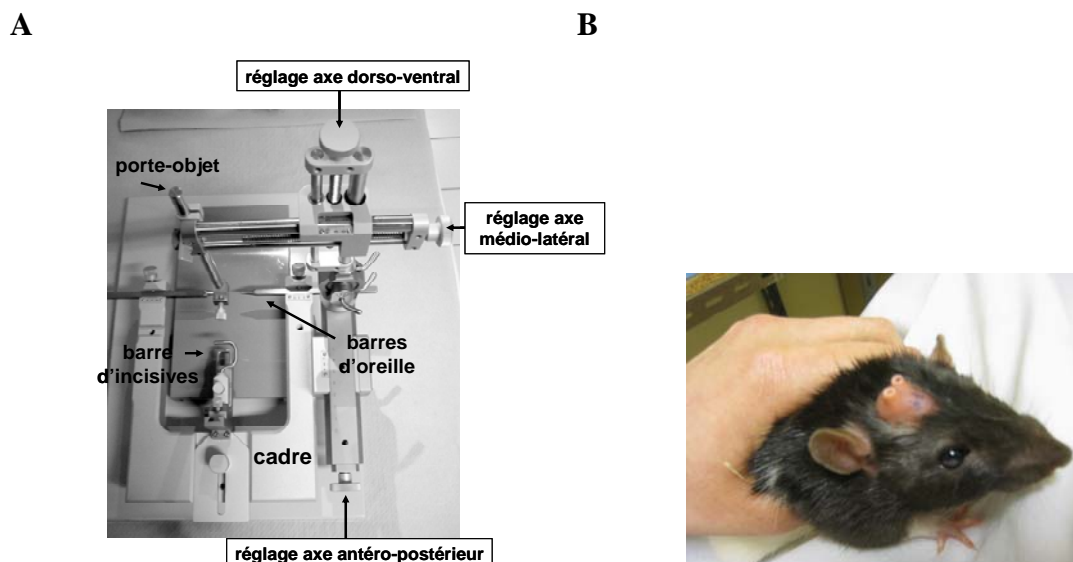 A
B
réglage axe dorso-ventral
porte-objet
réglage axe
médio-latéral
barre
d'incisives
barres
d'oreille
cadre
réglage axe antéro-postérieur